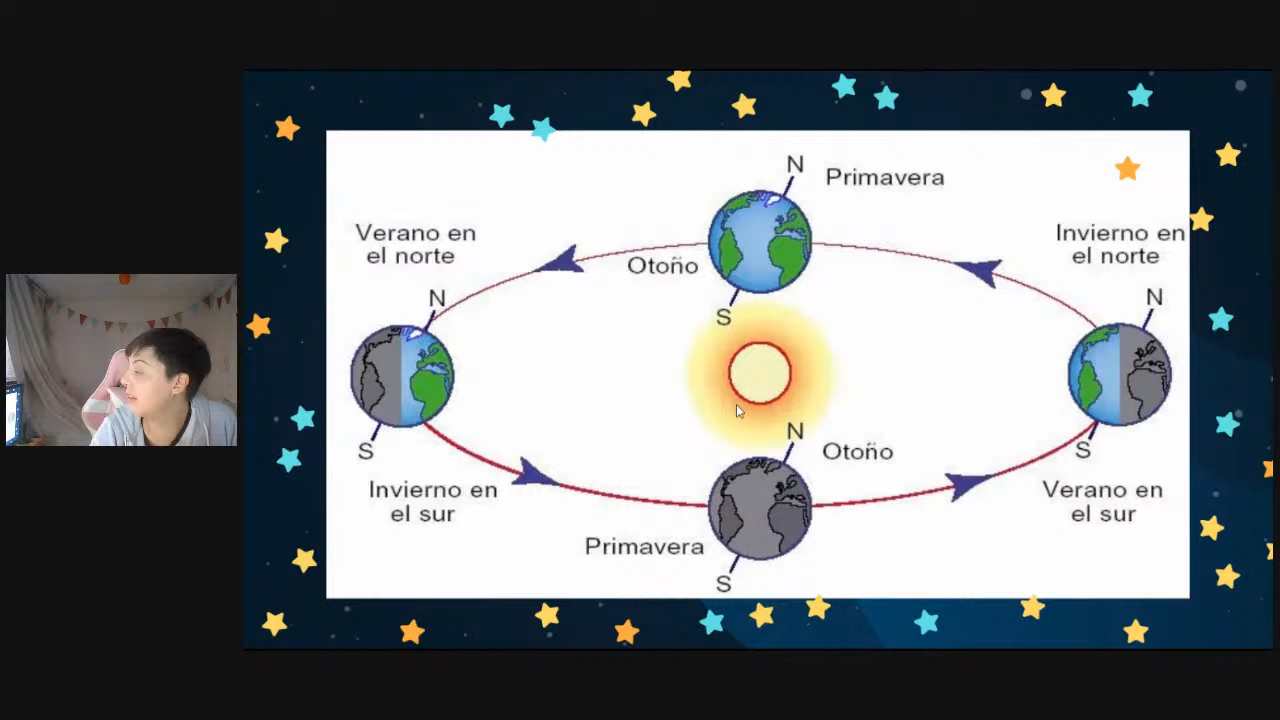 N
Primavera
Verano en
el norte
Invierno en
el norte
Otoño
N
N
S
N
S
S
Otoño
Invierno en
el sur
Verano en
el sur
Primavera
S